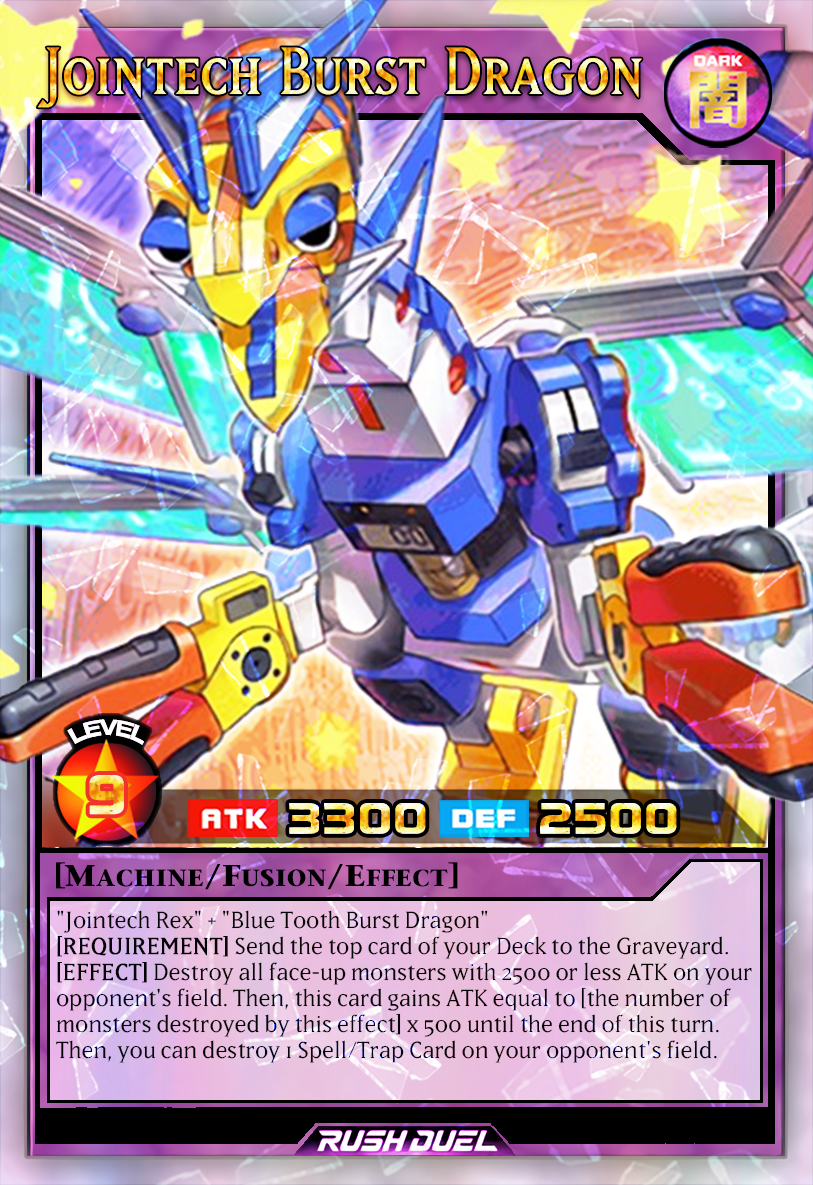 Jointech Burst Dragon
DARK
闇
LEVEL
9
ATK 3300 DEF 2500
[Machine/Fusion/Effect]
"Jointech Rex" + "Blue Tooth Burst Dragon"
[REQUIREMENT] Send the top card of your Deck to the Graveyard.
[EFFECT] Destroy all face-up monsters with 2500 or less ATK on your
opponent's field. Then, this card gains ATK equal to [the number of
monsters destroyed by this effect] x 500 until the end of this turn.
Then, you can destroy 1 Spell/Trap Card on your opponent's field.
RUSH DUEL